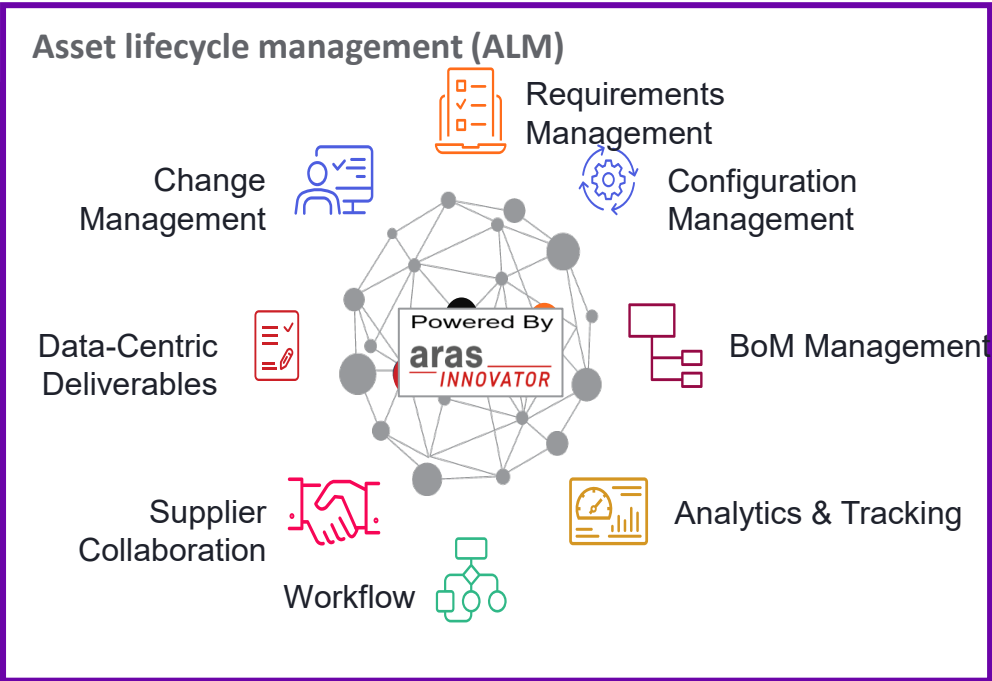 Asset lifecycle management (ALM)
Requirements
Management
Change
Management
Configuration
Management
Powered By
aras
INNOVATOR
Data-Centric
Deliverables
BoM Management
Supplier
Collaboration
Analytics & Tracking
Workflow